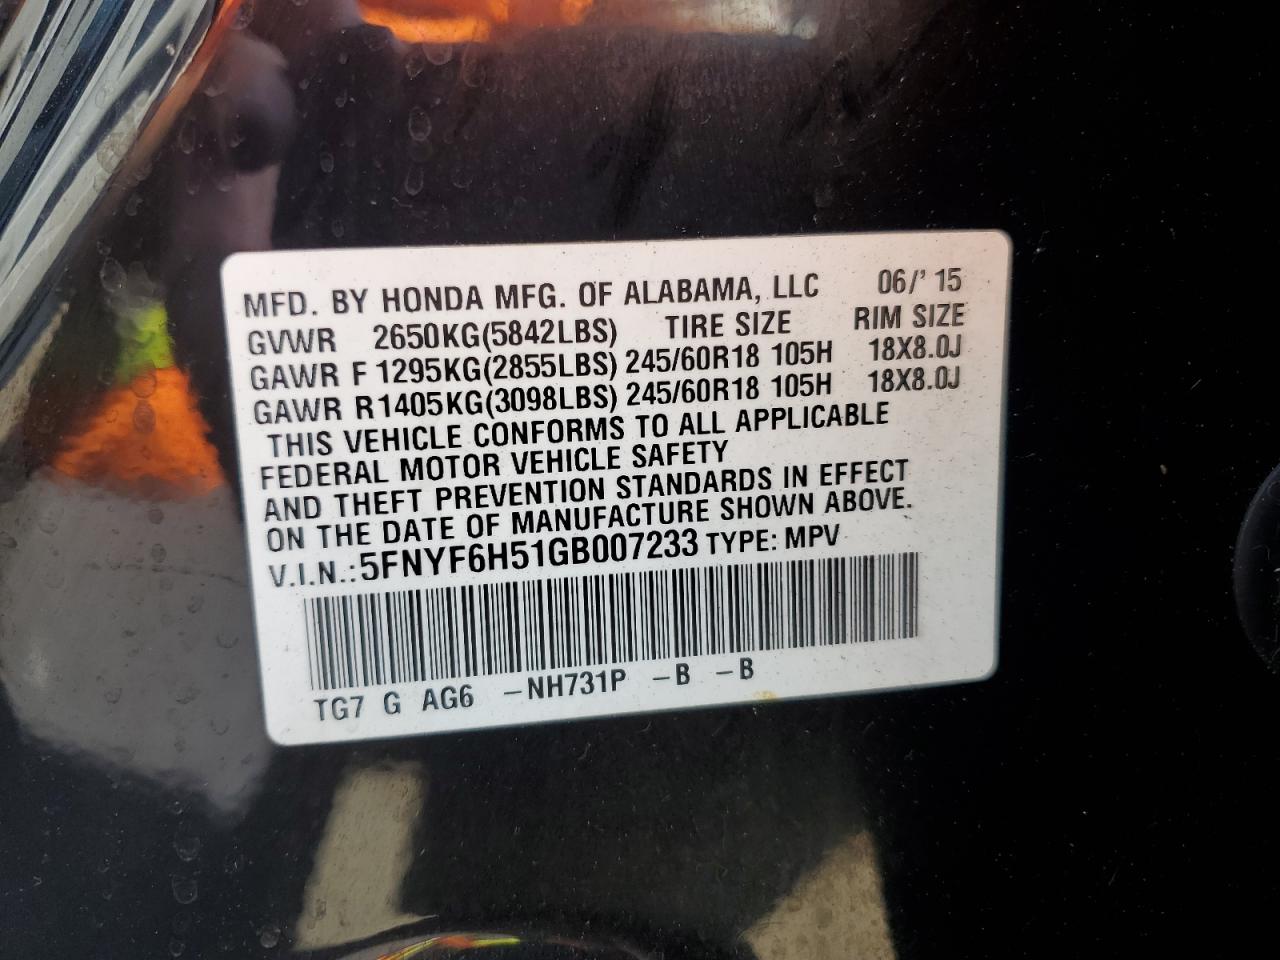 MFD. BY HONDA MFG. OF ALABAMA, LLC 06/' 15
GVWR 2650KG(5842LBS) TIRE SIZE RIM SIZE
GAWR F 1295KG(2855LBS) 245/60R18 105H 18X8.0J
GAWR R1405KG(3098LBS) 245/60R18 105H 18X8.0J
THIS VEHICLE CONFORMS TO ALL APPLICABLE
FEDERAL MOTOR VEHICLE SAFETY
AND THEFT PREVENTION STANDARDS IN EFFECT
ON THE DATE OF MANUFACTURE SHOWN ABOVE.
V.I.N.:5FNYF6H51GB007233 TYPE: MPV
TG7 G AG6 -NH731P -B -B